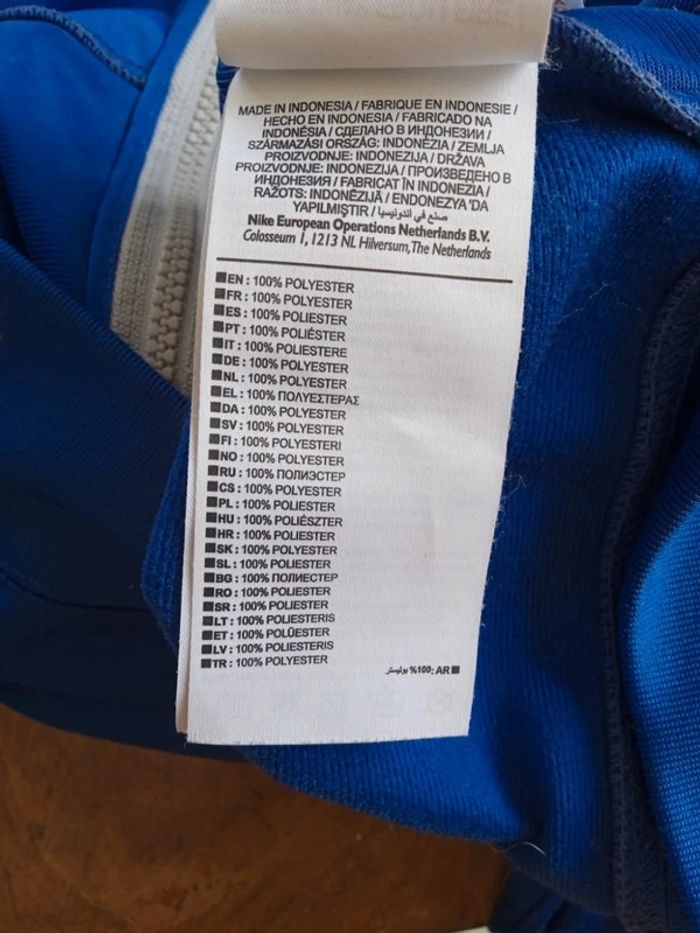 MADE IN INDONESIA / FABRIQUE EN INDONESIE /
HECHO EN INDONESIA / FABRICADO NA
INDONÉSIA / СДЕЛАНО В ИНДОНЕЗИИ /
SZÁRMAZÁSI ORSZÁG: INDONÉZIA / ZEMLJA
PROIZVODNJE: INDONEZIJA / DRŽAVA
PROIZVODNJE: INDONEZIJA / ПРОИЗВЕДЕНО В
ИНДОНЕЗИЯ / FABRICAT ÎN INDONEZIA /
RAŽOTS: INDONĒZIJĀ / ENDONEZYA 'DA
YAPILMIŞTIR / صنع في اندونيسيا
Nike European Operations Netherlands B.V.
Colosseum 1, 1213 NL Hilversum, The Netherlands
EN : 100% POLYESTER
FR : 100% POLYESTER
ES : 100% POLIESTER
PT : 100% POLIÉSTER
IT : 100% POLIESTERE
DE : 100% POLYESTER
NL : 100% POLYESTER
EL : 100% ΠΟΛΥΕΣΤΕΡΑΣ
DA : 100% POLYESTER
SV : 100% POLYESTER
FI : 100% POLYESTERI
NO : 100% POLYESTER
RU : 100% ПОЛИЭСТЕР
CS : 100% POLYESTER
PL : 100% POLIESTER
HU : 100% POLIÉSZTER
HR : 100% POLIESTER
SK : 100% POLYESTER
SL : 100% POLIESTER
BG : 100% ПОЛИЕСТЕР
RO : 100% POLIESTER
SR : 100% POLIESTER
LT : 100% POLIESTERIS
ET : 100% POLÜESTER
LV : 100% POLIESTERIS
TR : 100% POLYESTER
AR :100% بوليستر